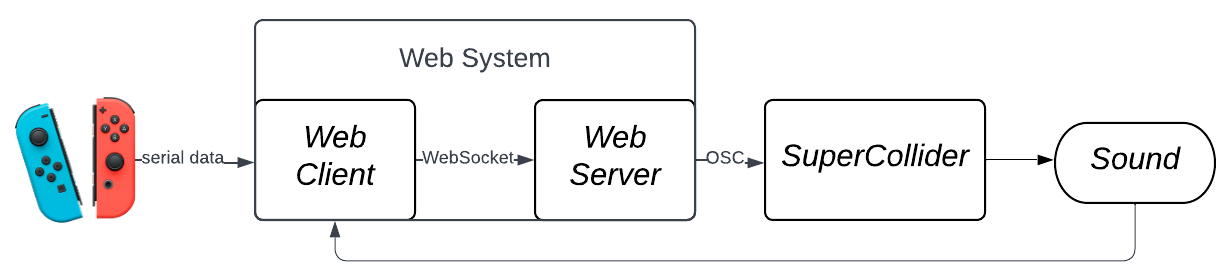 Web System
serial data
Web
Client
WebSocket
Web
Server
OSC
SuperCollider
Sound